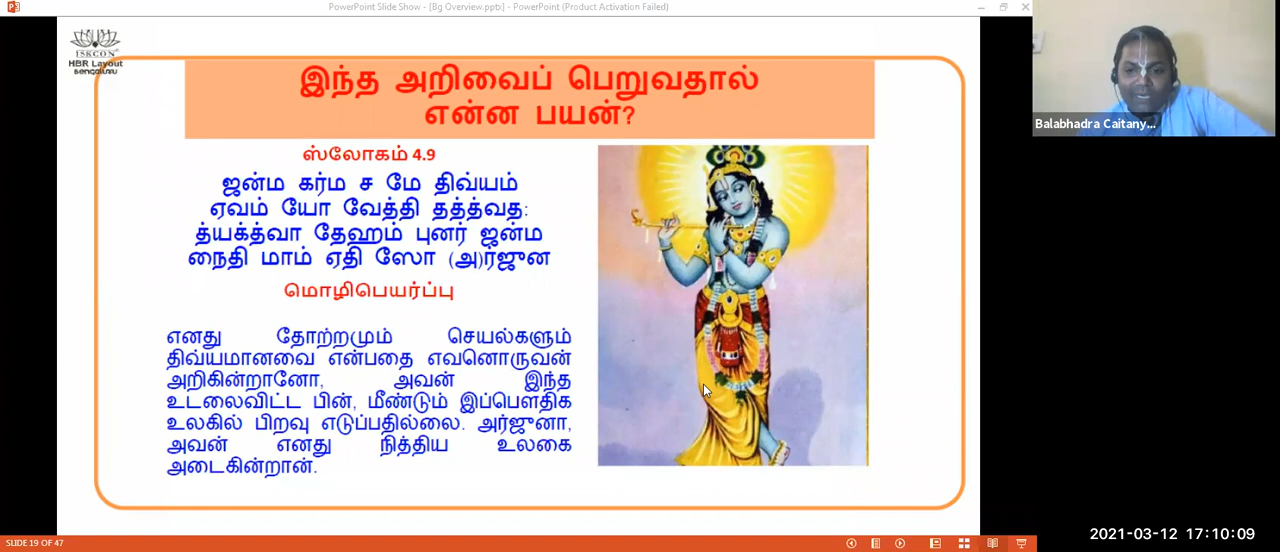 PowerPoint Slide Show - [Bg Overview.pptx] - PowerPoint (Product Activation Failed)
ISKCON
HBR Layout
பெங்களூரு
இந்த அறிவைப் பெறுவதால்
என்ன பயன்?
ஸ்லோகம் 4.9
ஜன்ம கர்ம ச மே திவ்யம்
ஏவம் யோ வேத்தி தத்த்வத:
த்யக்த்வா தேஹம் புனர் ஜன்ம
நைதி மாம் ஏதி ஸோ (அ)ர்ஜுன
மொழிபெயர்ப்பு
எனது தோற்றமும் செயல்களும்
திவ்யமானவை என்பதை எவனொருவன்
அறிகின்றானோ, அவன் இந்த
உடலைவிட்ட பின், மீண்டும் இப்பௌதிக
உலகில் பிறவு எடுப்பதில்லை. அர்ஜுனா,
அவன் எனது நித்திய உலகை
அடைகின்றான்.
Balabhadra Caitany...
SLIDE 19 OF 47
2021-03-12 17:10:09